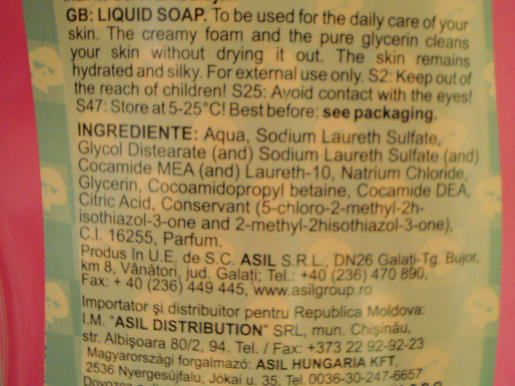 GB: LIQUID SOAP. To be used for the daily care of your
skin. The creamy foam and the pure glycerin cleans
your skin without drying it out. The skin remains
hydrated and silky. For external use only. S2: Keep out of
the reach of children! S25: Avoid contact with the eyes!
S47: Store at 5-25°C! Best before: see packaging.
INGREDIENTE: Aqua, Sodium Laureth Sulfate,
Glycol Distearate (and) Sodium Laureth Sulfate (and)
Cocamide MEA (and) Laureth-10, Natrium Chloride,
Glycerin, Cocoamidopropyl betaine, Cocamide DEA,
Citric Acid, Conservant (5-chloro-2-methyl-2h-
isothiazol-3-one and 2-methyl-2hisothiazol-3-one),
C.I. 16255, Parfum.
Produs în U.E. de S.C. ASIL S.R.L., DN26 Galaţi-Tg. Bujor,
km 8, Vânători, jud. Galaţi; Tel.: +40 (236) 470 890,
Fax: + 40 (236) 449 445, www.asilgroup.ro
Importator şi distribuitor pentru Republica Moldova:
I.M. "ASIL DISTRIBUTION" SRL, mun. Chişinău,
str. Albişoara 80/2, 94. Tel. / Fax: +373 22 92-92-23
Magyarországi forgalmazó: ASIL HUNGARIA KFT,
2536 Nyergesújfalu, Jókai u. 35, Tel. 0036-30-247-6657